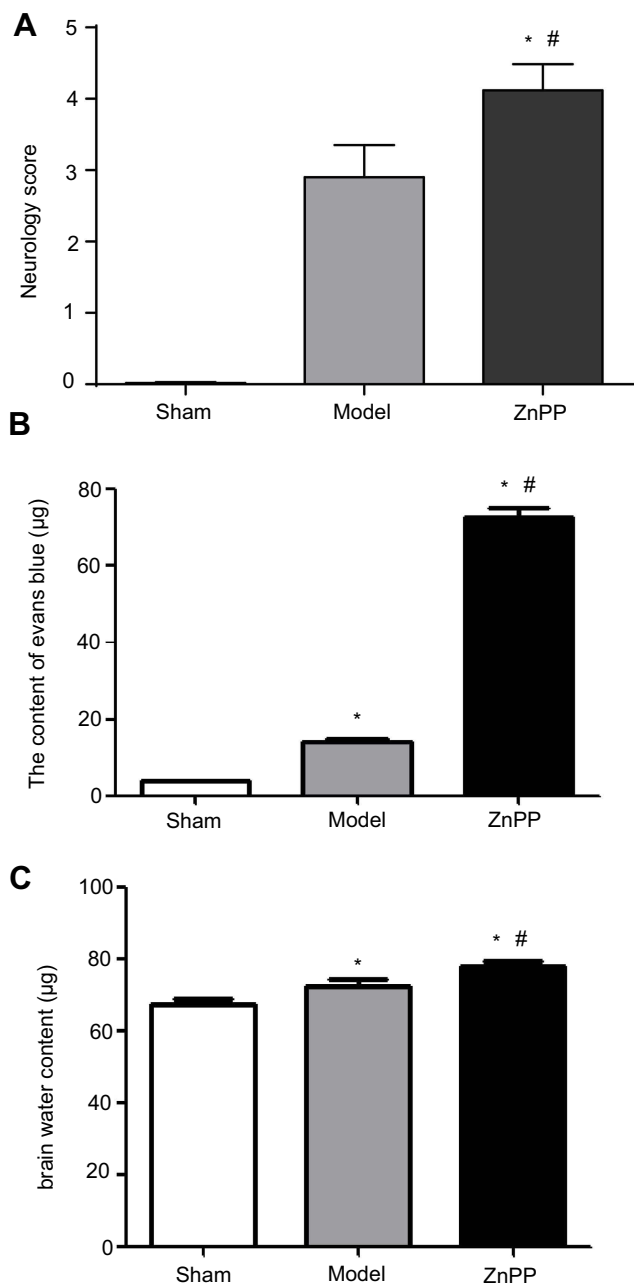 A
5
* #
4
3
2
1
0
Neurology score
Sham Model ZnPP
B
80
* #
60
40
20
*
0
The content of evans blue (μg)
Sham Model ZnPP
C
100
80
* #
*
60
40
20
0
brain water content (μg)
Sham Model ZnPP